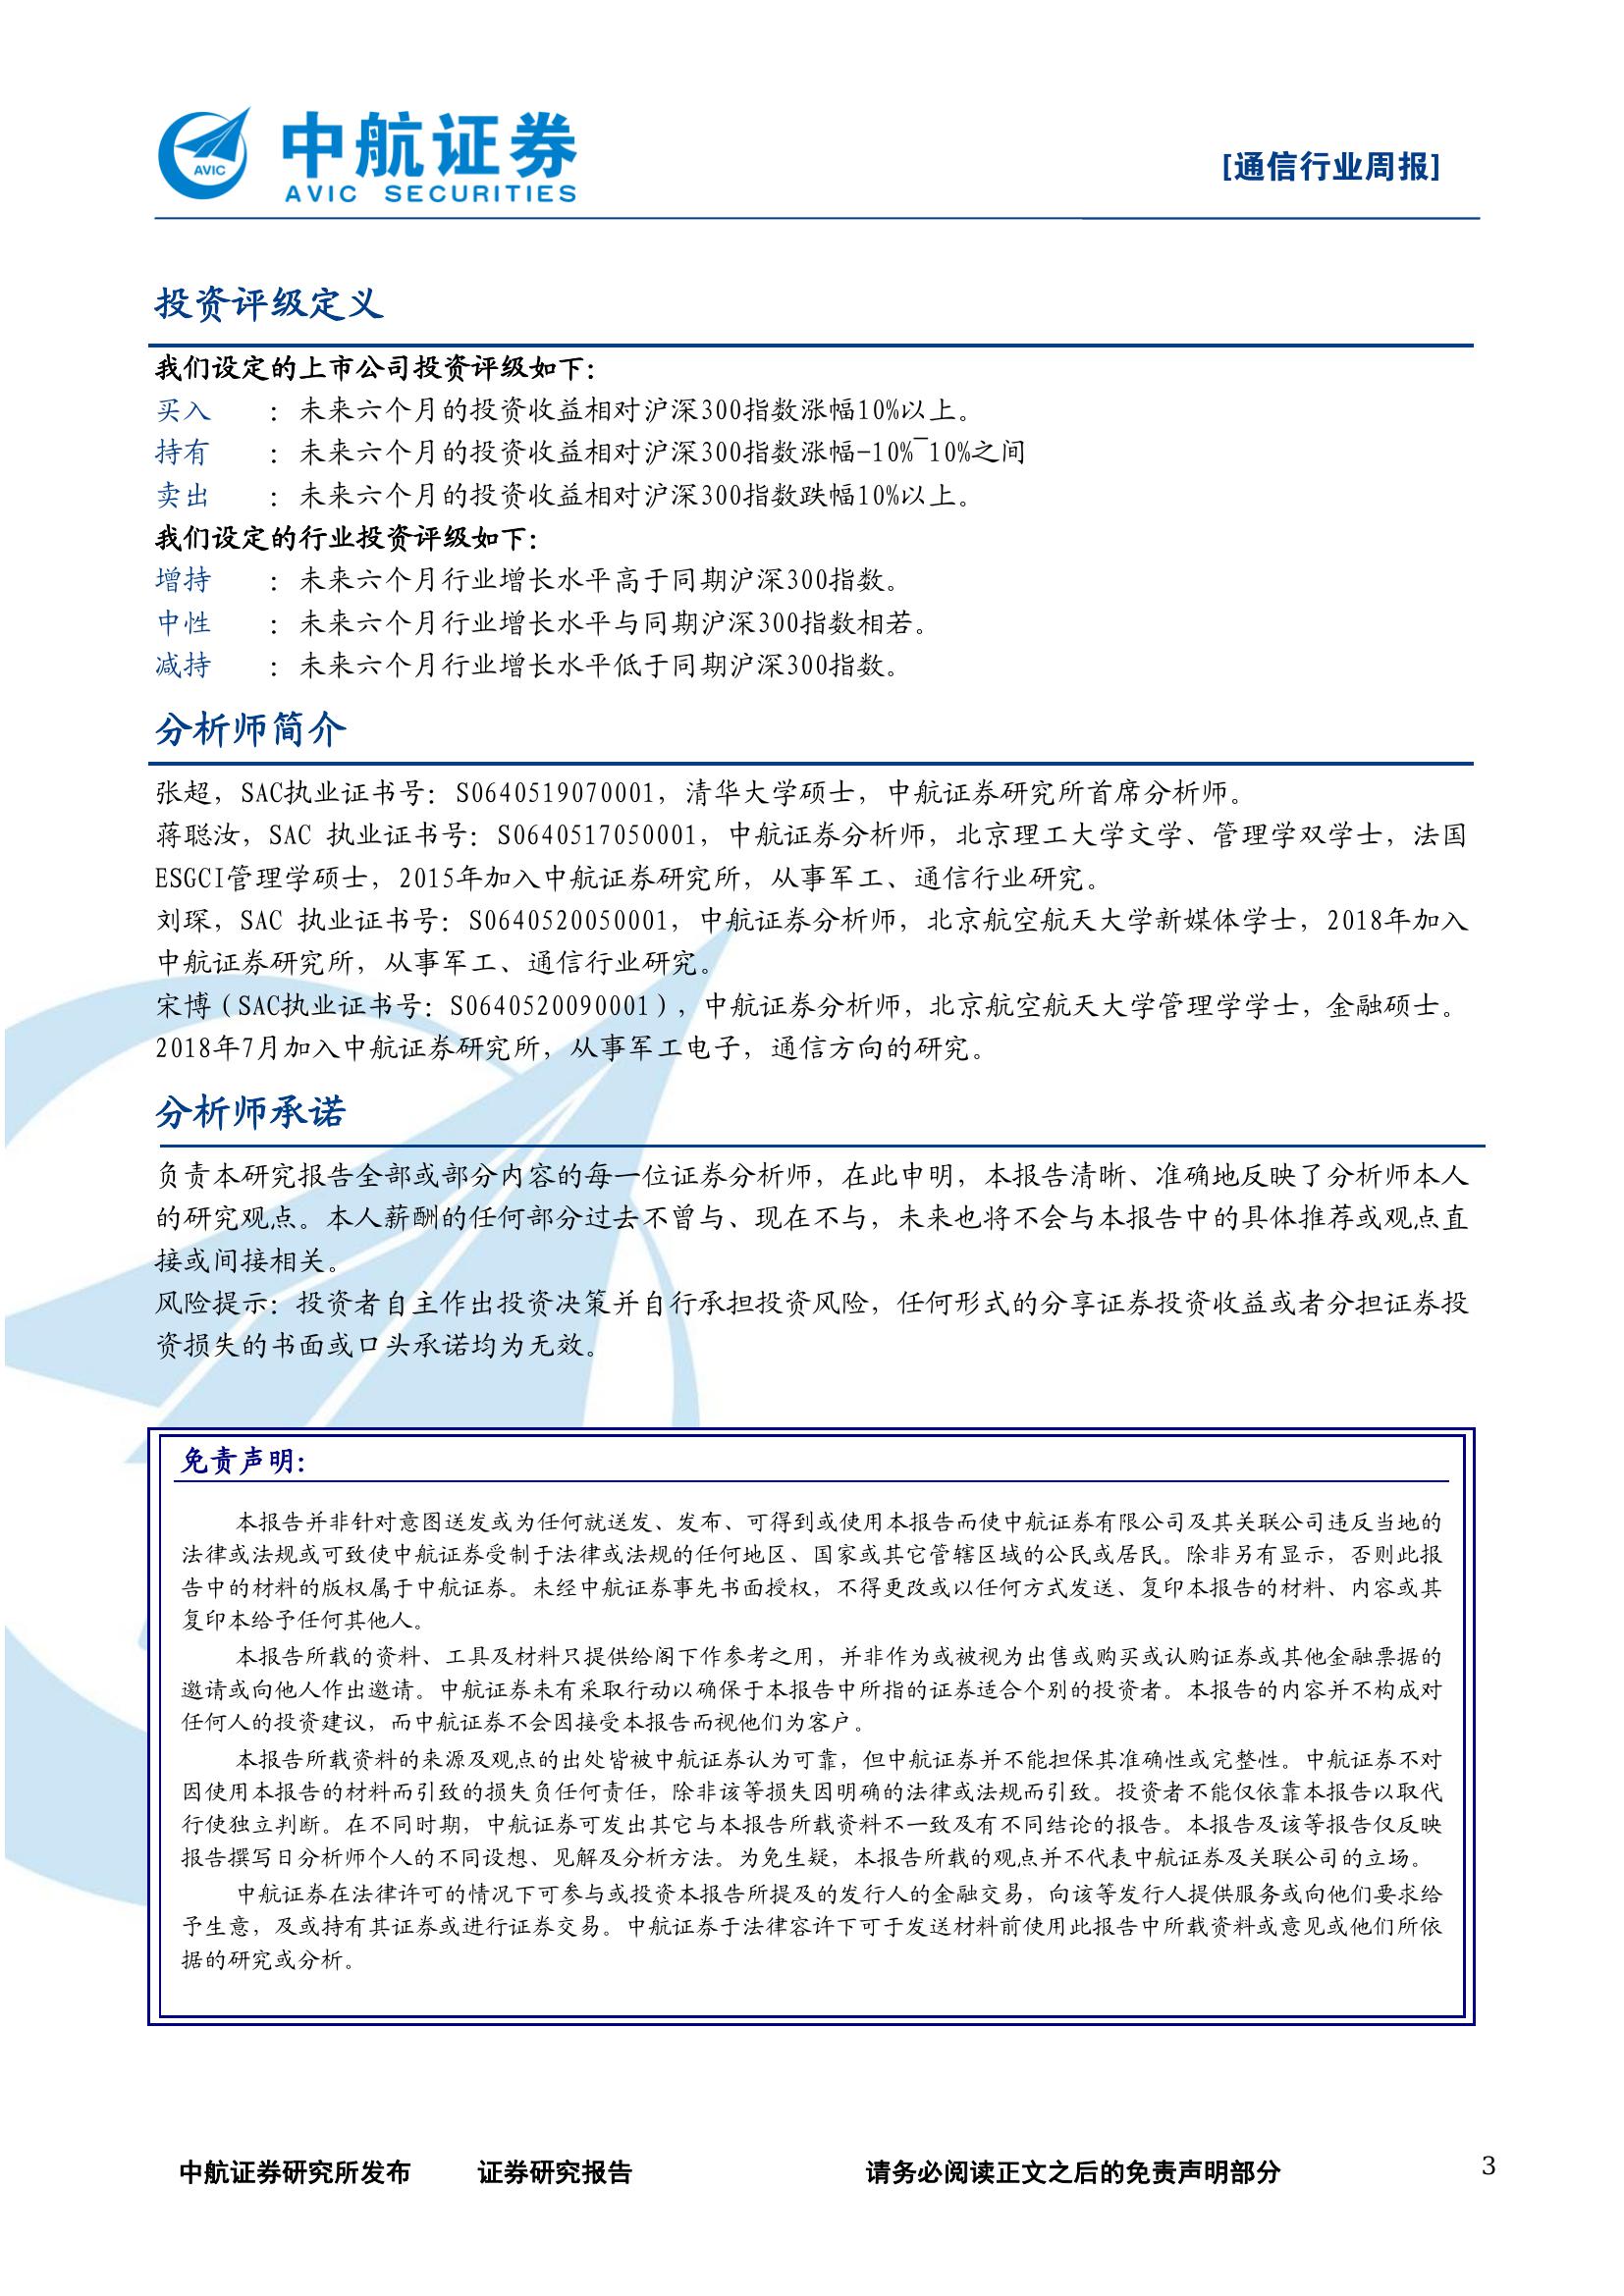 AVIC
中航证券
AVIC SECURITIES
[通信行业周报]
投资评级定义
我们设定的上市公司投资评级如下：
买入 ：未来六个月的投资收益相对沪深300指数涨幅10%以上。
持有 ：未来六个月的投资收益相对沪深300指数涨幅-10%~10%之间
卖出 ：未来六个月的投资收益相对沪深300指数跌幅10%以上。
我们设定的行业投资评级如下：
增持 ：未来六个月行业增长水平高于同期沪深300指数。
中性 ：未来六个月行业增长水平与同期沪深300指数相若。
减持 ：未来六个月行业增长水平低于同期沪深300指数。
分析师简介
张超，SAC执业证书号：S0640519070001，清华大学硕士，中航证券研究所首席分析师。
蒋聪汝，SAC 执业证书号：S0640517050001，中航证券分析师，北京理工大学文学、管理学双学士，法国
ESGCI管理学硕士，2015年加入中航证券研究所，从事军工、通信行业研究。
刘琛，SAC 执业证书号：S0640520050001，中航证券分析师，北京航空航天大学新媒体学士，2018年加入
中航证券研究所，从事军工、通信行业研究。
宋博（SAC执业证书号：S0640520090001），中航证券分析师，北京航空航天大学管理学学士，金融硕士。
2018年7月加入中航证券研究所，从事军工电子，通信方向的研究。
分析师承诺
负责本研究报告全部或部分内容的每一位证券分析师，在此申明，本报告清晰、准确地反映了分析师本人
的研究观点。本人薪酬的任何部分过去不曾与、现在不与，未来也将不会与本报告中的具体推荐或观点直
接或间接相关。
风险提示：投资者自主作出投资决策并自行承担投资风险，任何形式的分享证券投资收益或者分担证券投
资损失的书面或口头承诺均为无效。
免责声明：
本报告并非针对意图送发或为任何就送发、发布、可得到或使用本报告而使中航证券有限公司及其关联公司违反当地的
法律或法规或可致使中航证券受制于法律或法规的任何地区、国家或其它管辖区域的公民或居民。除非另有显示，否则此报
告中的材料的版权属于中航证券。未经中航证券事先书面授权，不得更改或以任何方式发送、复印本报告的材料、内容或其
复印本给予任何其他人。
本报告所载的资料、工具及材料只提供给阁下作参考之用，并非作为或被视为出售或购买或认购证券或其他金融票据的
邀请或向他人作出邀请。中航证券未有采取行动以确保于本报告中所指的证券适合个别的投资者。本报告的内容并不构成对
任何人的投资建议，而中航证券不会因接受本报告而视他们为客户。
本报告所载资料的来源及观点的出处皆被中航证券认为可靠，但中航证券并不能担保其准确性或完整性。中航证券不对
因使用本报告的材料而引致的损失负任何责任，除非该等损失因明确的法律或法规而引致。投资者不能仅依靠本报告以取代
行使独立判断。在不同时期，中航证券可发出其它与本报告所载资料不一致及有不同结论的报告。本报告及该等报告仅反映
报告撰写日分析师个人的不同设想、见解及分析方法。为免生疑，本报告所载的观点并不代表中航证券及关联公司的立场。
中航证券在法律许可的情况下可参与或投资本报告所提及的发行人的金融交易，向该等发行人提供服务或向他们要求给
予生意，及或持有其证券或进行证券交易。中航证券于法律容许下可于发送材料前使用此报告中所载资料或意见或他们所依
据的研究或分析。
中航证券研究所发布 证券研究报告 请务必阅读正文之后的免责声明部分 3